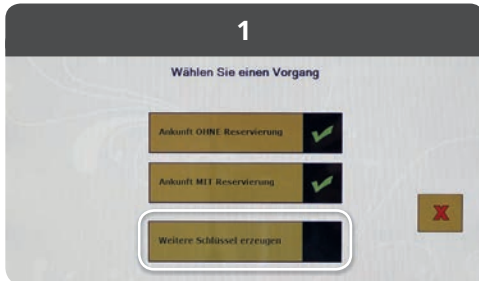 1
Wählen Sie einen Vorgang
Ankunft OHNE Reservierung
Ankunft MIT Reservierung
Weitere Schlüssel erzeugen
X